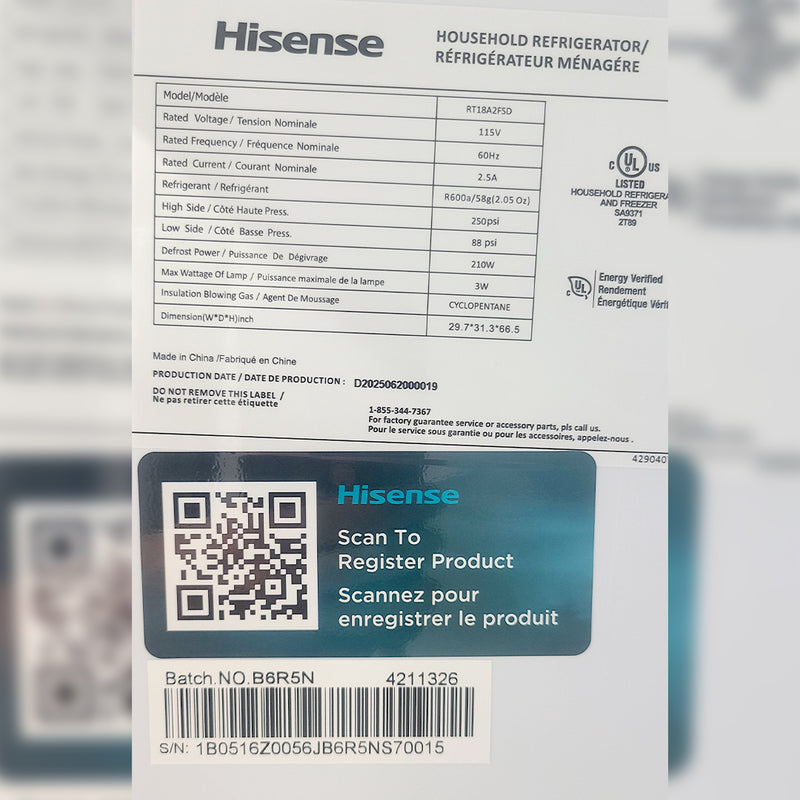 Hisense
HOUSEHOLD REFRIGERATOR/
RÉFRIGÉRATEUR MÉNAGÉRE
Model/Modèle RT18A2FSD
Rated Voltage / Tension Nominale 115V
Rated Frequency / Fréquence Nominale 60Hz
Rated Current / Courant Nominale 2.5A
Refrigerant / Refrigérant R600a/58g(2.05 Oz)
High Side / Côté Haute Press. 250psi
Low Side / Côté Basse Press. 88 psi
Defrost Power / Puissance De Dégivrage 210W
Max Wattage Of Lamp / Puissance maximale de la lampe 3W
Insulation Blowing Gas / Agent De Moussage CYCLOPENTANE
Dimension(W*D*H)inch 29.7*31.3*66.5
C UL US
LISTED
HOUSEHOLD REFRIGERA
AND FREEZER
SA9371
2T89
C UL
Energy Verified
Rendement
Énergétique Vérifi
Made in China /Fabriqué en Chine
PRODUCTION DATE / DATE DE PRODUCTION : D2025062000019
DO NOT REMOVE THIS LABEL /
Ne pas retirer cette étiquette
1-855-344-7367
For factory guarantee service or accessory parts, pls call us.
Pour le service sous garantie ou pour les accessoires, appelez-nous .
429040
Hisense
Scan To
Register Product
Scannez pour
enregistrer le produit
Batch.NO.B6R5N 4211326
S/N: 1B0516Z0056JB6R5NS70015